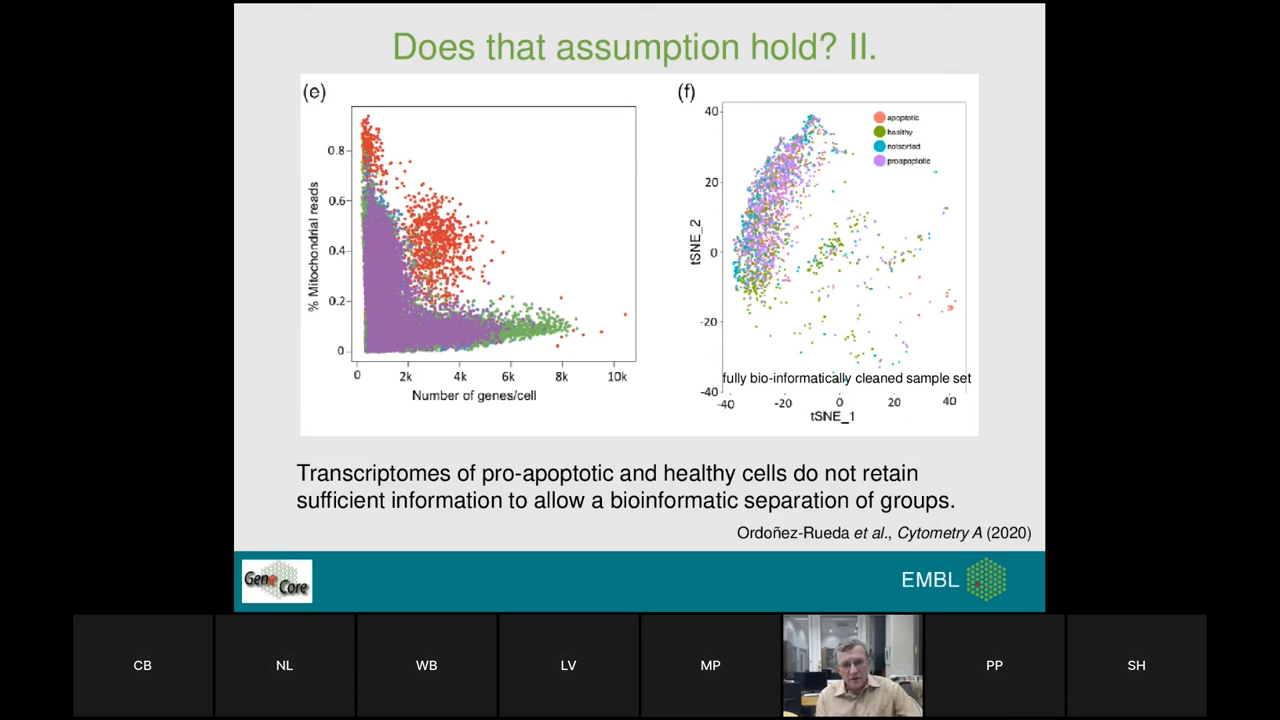 Does that assumption hold? II.
(e)
% Mitochondrial reads
0.8
0.6
0.4
0.2
0
0 2k 4k 6k 8k 10k
Number of genes/cell
(f)
apoptotic
healthy
notsorted
proapoptotic
tSNE_2
40
20
0
-20
-40
fully bio-informatically cleaned sample set
-40 -20 0 20 40
tSNE_1
Transcriptomes of pro-apoptotic and healthy cells do not retain
sufficient information to allow a bioinformatic separation of groups.
Ordoñez-Rueda et al., Cytometry A (2020)
Gene Core
EMBL
CB NL WB LV MP PP SH